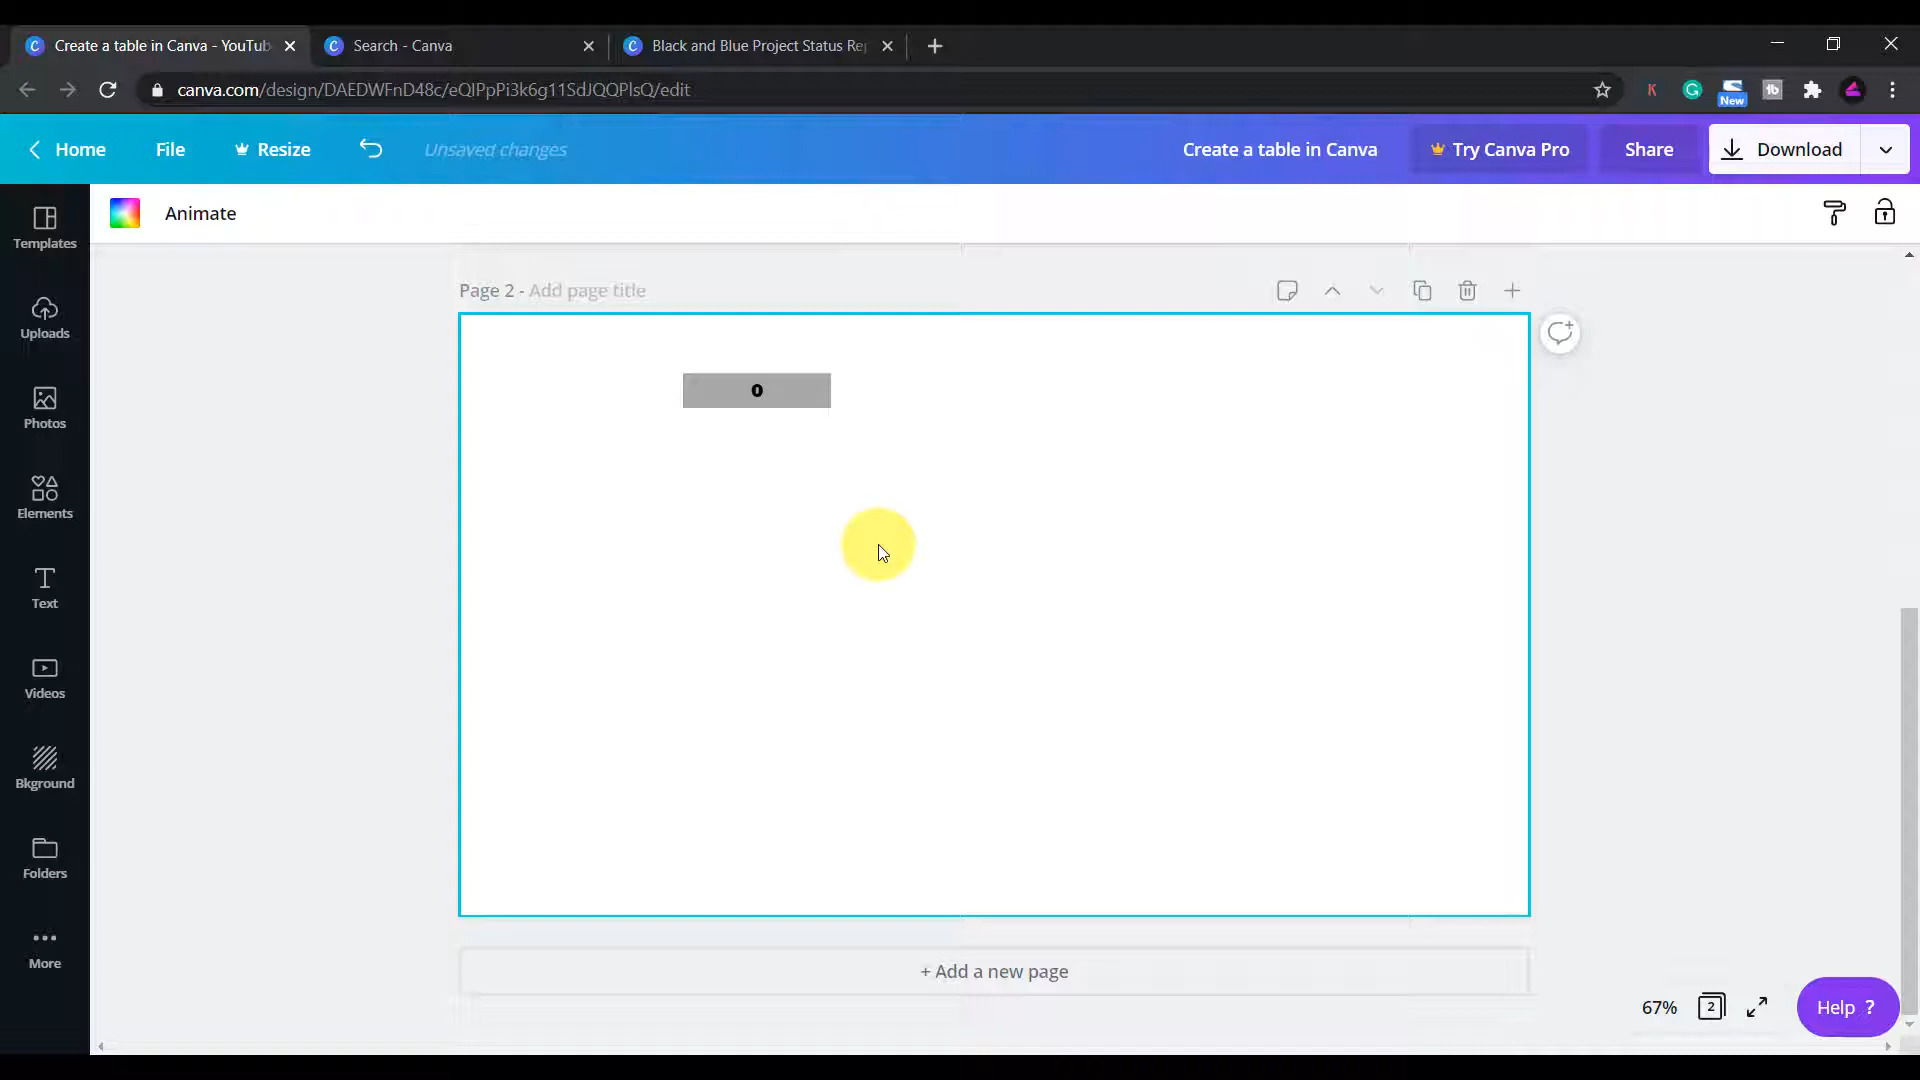 Create a table in Canva - YouTub
Search - Canva
Black and Blue Project Status Re
canva.com/design/DAEDWFnD48c/eQIPpPi3k6g11SdJQQPlsQ/edit
New
Home
File
Resize
Unsaved changes
Create a table in Canva
Try Canva Pro
Share
Download
Templates
Animate
Uploads
Photos
Elements
Text
Videos
Bkground
Folders
More
Page 2 - Add page title
0
+ Add a new page
67%
2
Help ?